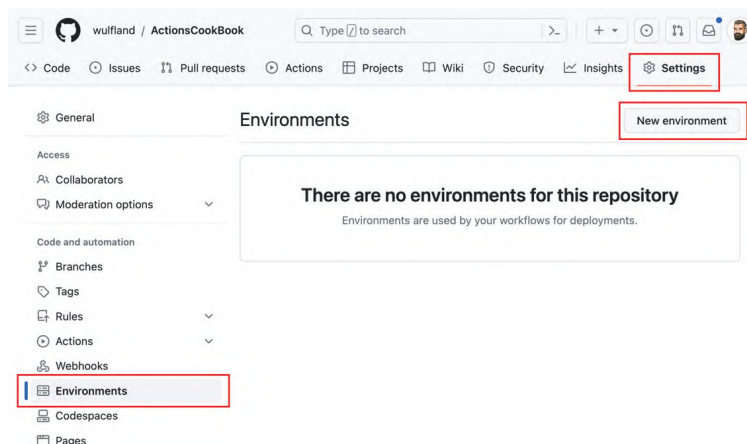 wulfland / ActionsCookBook
Type / to search
Code Issues Pull requests Actions Projects Wiki Security Insights Settings
General
Environments
New environment
Access
Collaborators
Moderation options
There are no environments for this repository
Environments are used by your workflows for deployments.
Code and automation
Branches
Tags
Rules
Actions
Webhooks
Environments
Codespaces
Pages